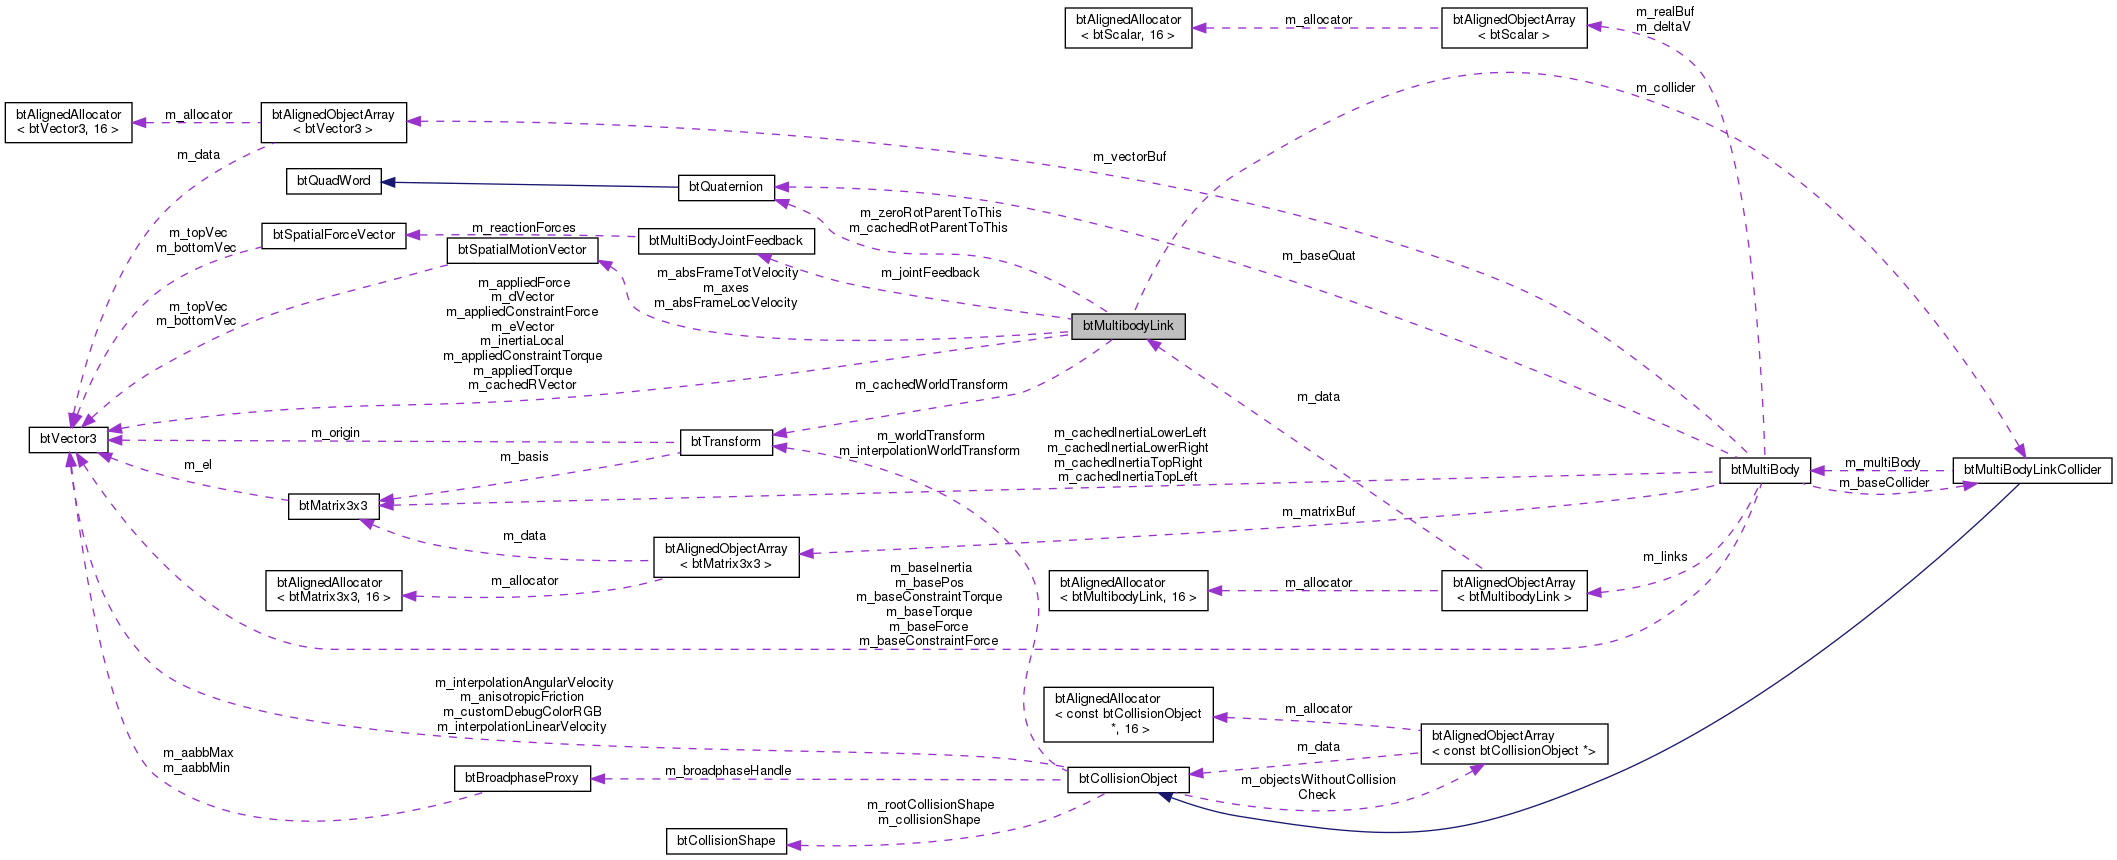 btAlignedAllocator
< btScalar, 16 >
m_allocator
btAlignedObjectArray
< btScalar >
m_realBuf
m_deltaV
m_collider
btAlignedAllocator
< btVector3, 16 >
m_allocator
btAlignedObjectArray
< btVector3 >
m_data
m_vectorBuf
btQuadWord
btQuaternion
m_zeroRotParentToThis
m_cachedRotParentToThis
m_baseQuat
m_topVec
m_bottomVec
btSpatialForceVector
m_reactionForces
btMultiBodyJointFeedback
btSpatialMotionVector
m_absFrameTotVelocity
m_axes
m_absFrameLocVelocity
m_jointFeedback
m_topVec
m_bottomVec
m_appliedForce
m_dVector
m_appliedConstraintForce
m_eVector
m_inertiaLocal
m_appliedConstraintTorque
m_appliedTorque
m_cachedRVector
btMultibodyLink
m_cachedWorldTransform
m_data
btVector3
m_origin
btTransform
m_worldTransform
m_interpolationWorldTransform
m_cachedInertiaLowerLeft
m_cachedInertiaLowerRight
m_cachedInertiaTopRight
m_cachedInertiaTopLeft
btMultiBody
m_multiBody
m_baseCollider
btMultiBodyLinkCollider
m_el
m_basis
btMatrix3x3
m_matrixBuf
m_data
btAlignedObjectArray
< btMatrix3x3 >
m_links
btAlignedAllocator
< btMatrix3x3, 16 >
m_allocator
m_baseInertia
m_basePos
m_baseConstraintTorque
m_baseTorque
m_baseForce
m_baseConstraintForce
btAlignedAllocator
< btMultibodyLink, 16 >
m_allocator
btAlignedObjectArray
< btMultibodyLink >
m_interpolationAngularVelocity
m_anisotropicFriction
m_customDebugColorRGB
m_interpolationLinearVelocity
btAlignedAllocator
< const btCollisionObject
*, 16 >
m_allocator
btAlignedObjectArray
< const btCollisionObject *>
m_data
m_aabbMax
m_aabbMin
btBroadphaseProxy
m_broadphaseHandle
btCollisionObject
m_objectsWithoutCollision
Check
m_rootCollisionShape
m_collisionShape
btCollisionShape